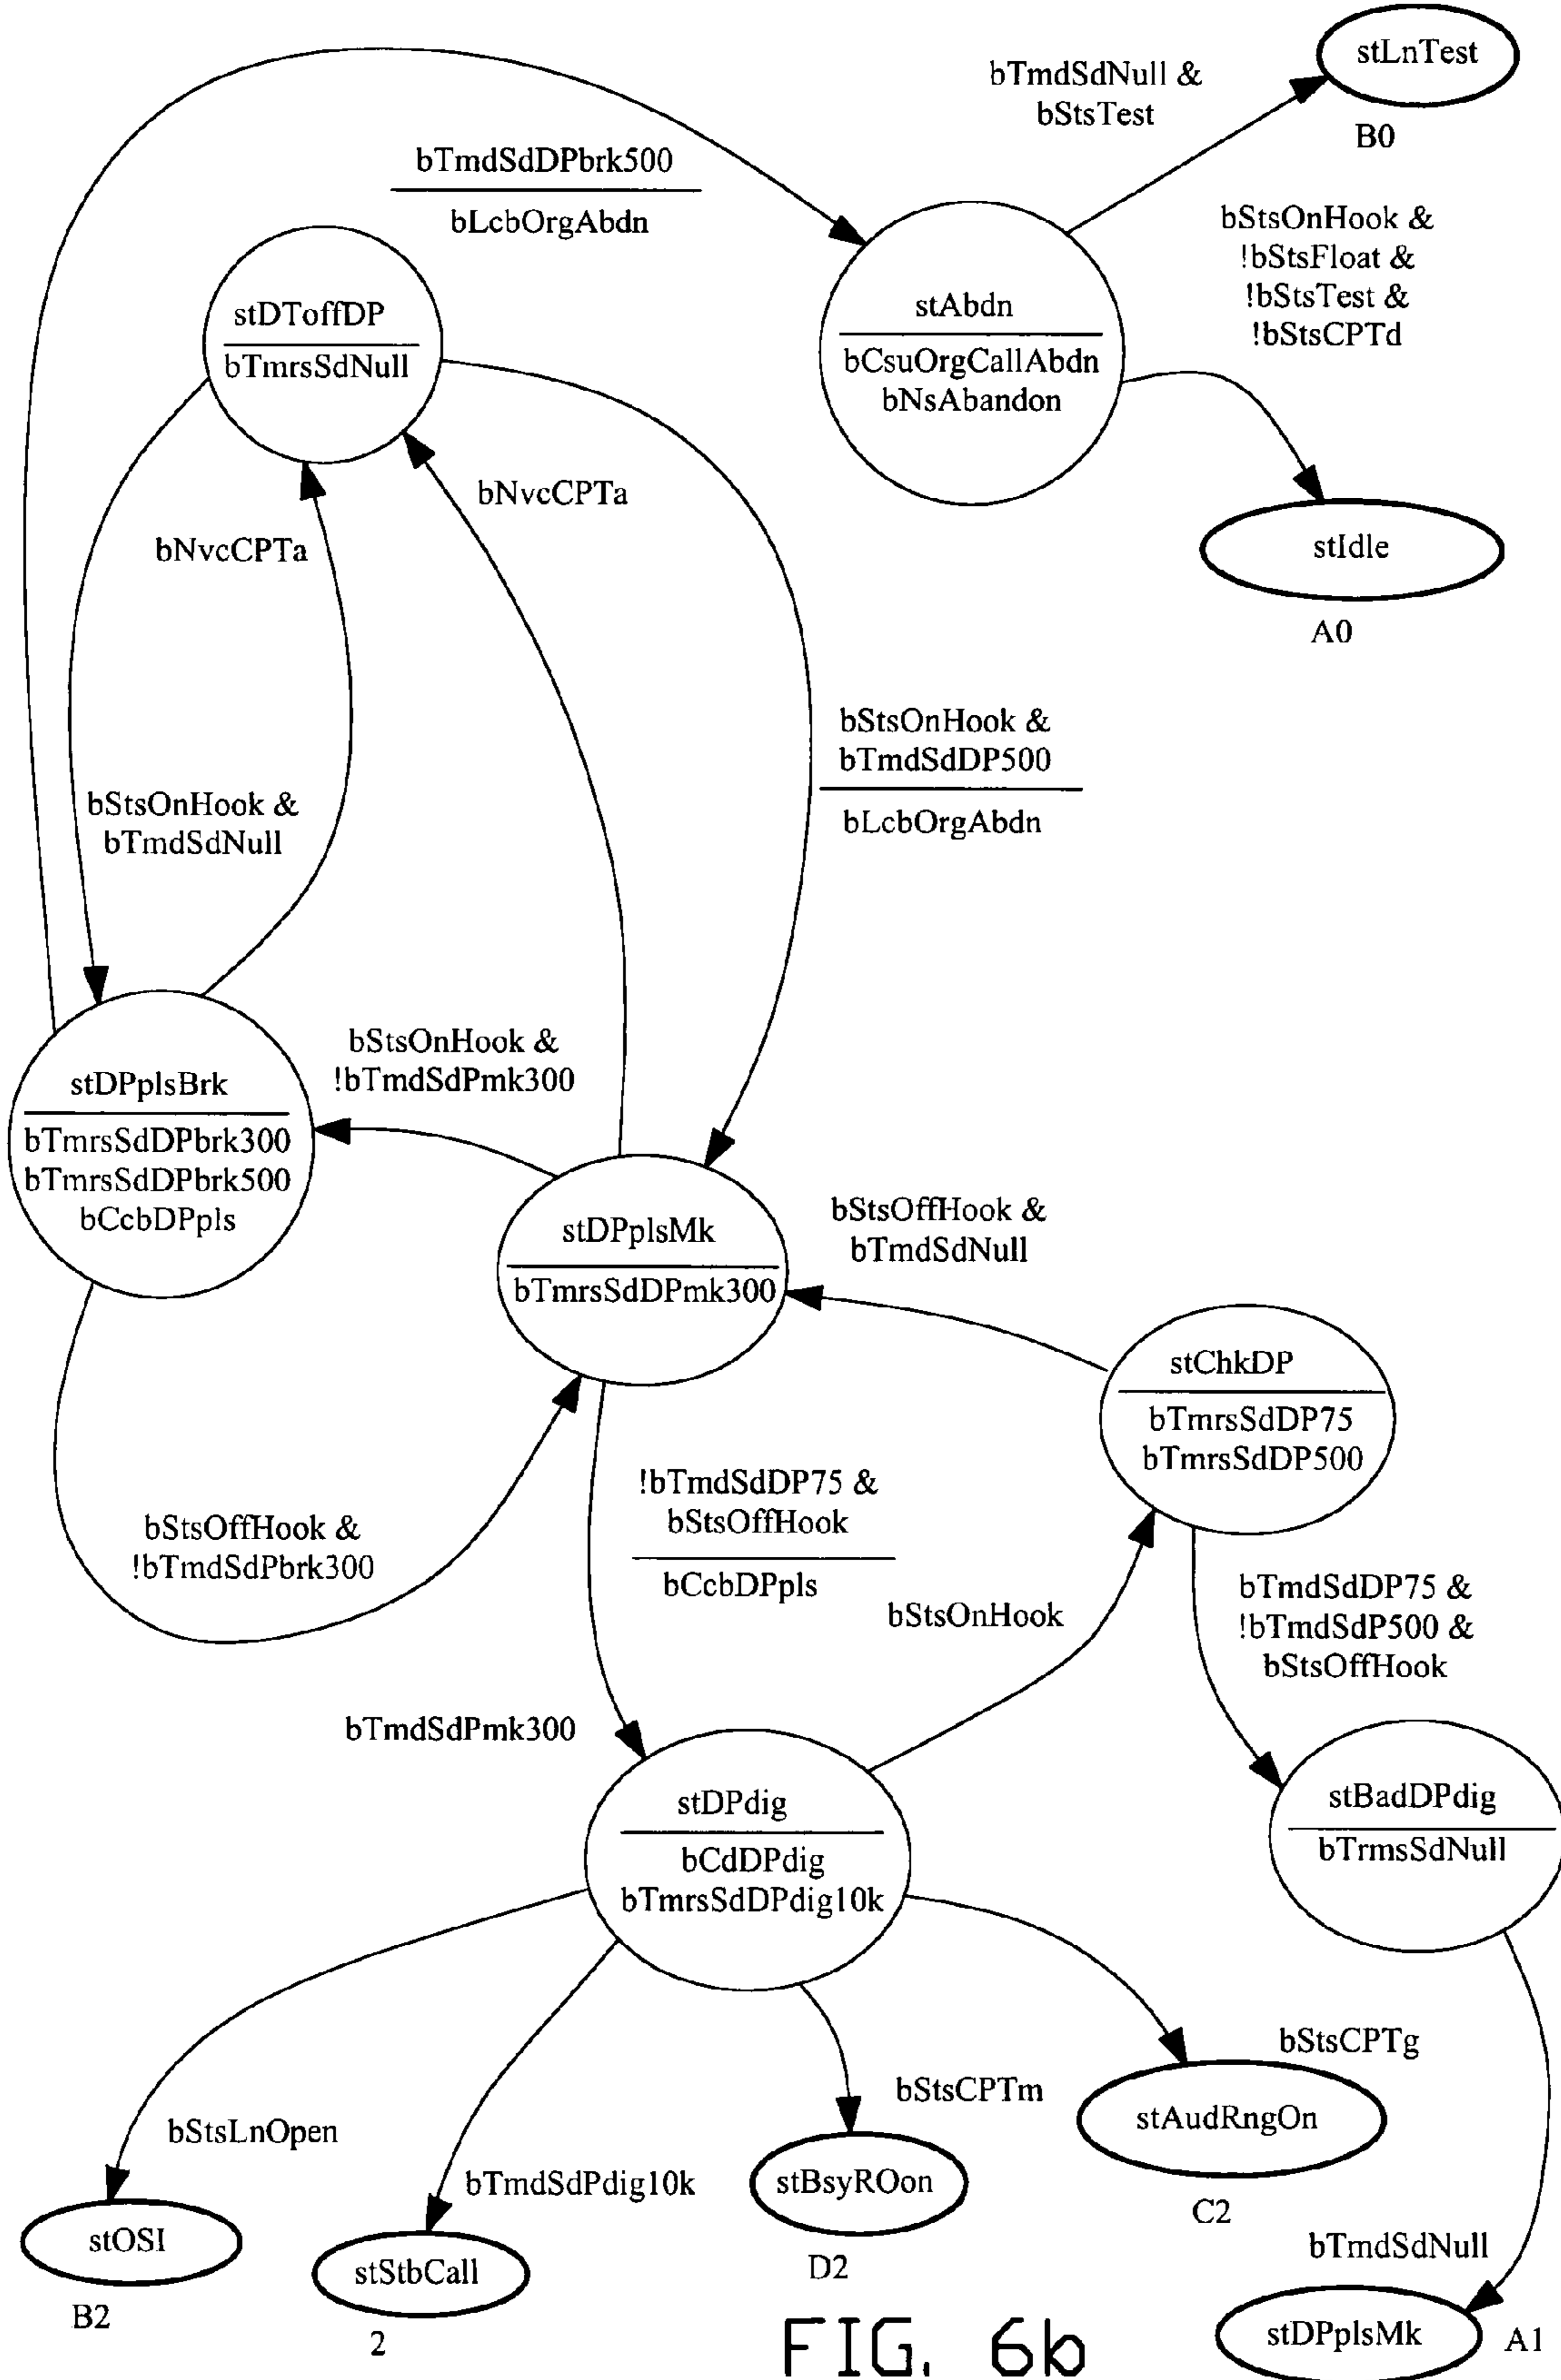 stLnTest
B0
bTmdSdNull &
bStsTest
bTmdSdDPbrk500
bLcbOrgAbdn
bStsOnHook &
!bStsFloat &
!bStsTest &
!bStsCPTd
stDToffDP
bTmrsSdNull
stAbdn
bCsuOrgCallAbdn
bNsAbandon
bNvcCPTa
bNvcCPTa
stIdle
A0
bStsOnHook &
bTmdSdDP500
bLcbOrgAbdn
bStsOnHook &
bTmdSdNull
bStsOnHook &
!bTmdSdPmk300
stDPplsBrk
bTmrsSdDPbrk300
bTmrsSdDPbrk500
bCcbDPpls
stDPplsMk
bTmrsSdDPmk300
bStsOffHook &
bTmdSdNull
stChkDP
bTmrsSdDP75
bTmrsSdDP500
!bTmdSdDP75 &
bStsOffHook
bCcbDPpls
bStsOffHook &
!bTmdSdPbrk300
bStsOnHook
bTmdSdDP75 &
!bTmdSdP500 &
bStsOffHook
bTmdSdPmk300
stDPdig
bCdDPdig
bTmrsSdDPdig10k
stBadDPdig
bTrmsSdNull
bStsLnOpen
bTmdSdPdig10k
bStsCPTm
bStsCPTg
stAudRngOn
C2
stBsyROon
D2
stOSI
B2
stStbCall
2
bTmdSdNull
stDPplsMk
A1
FIG. 6b